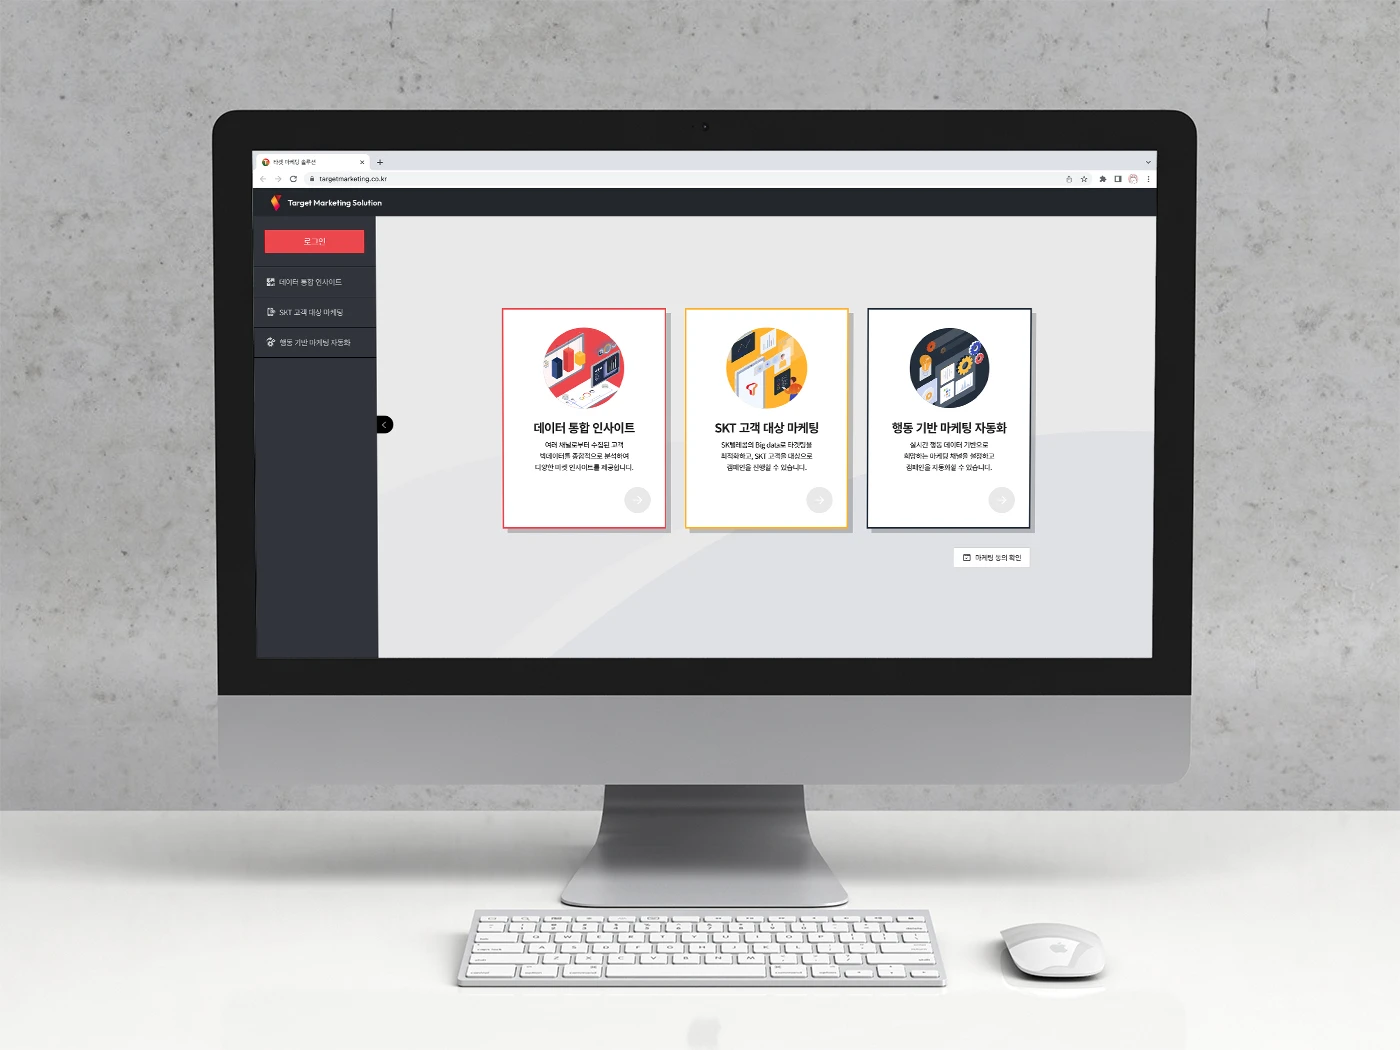 타겟 마케팅 솔루션
targetmarketing.co.kr
Target Marketing Solution
로그인
데이터 통합 인사이트
SKT 고객 대상 마케팅
행동 기반 마케팅 자동화
데이터 통합 인사이트
여러 채널로부터 수집된 고객
빅데이터를 종합적으로 분석하여
다양한 마켓 인사이트를 제공합니다.
SKT 고객 대상 마케팅
SK텔레콤의 Big data로 타겟팅을
최적화하고, SKT 고객을 대상으로
캠페인을 진행할 수 있습니다.
행동 기반 마케팅 자동화
실시간 행동 데이터 기반으로
희망하는 마케팅 채널을 설정하고
캠페인을 자동화할 수 있습니다.
마케팅 동의 확인